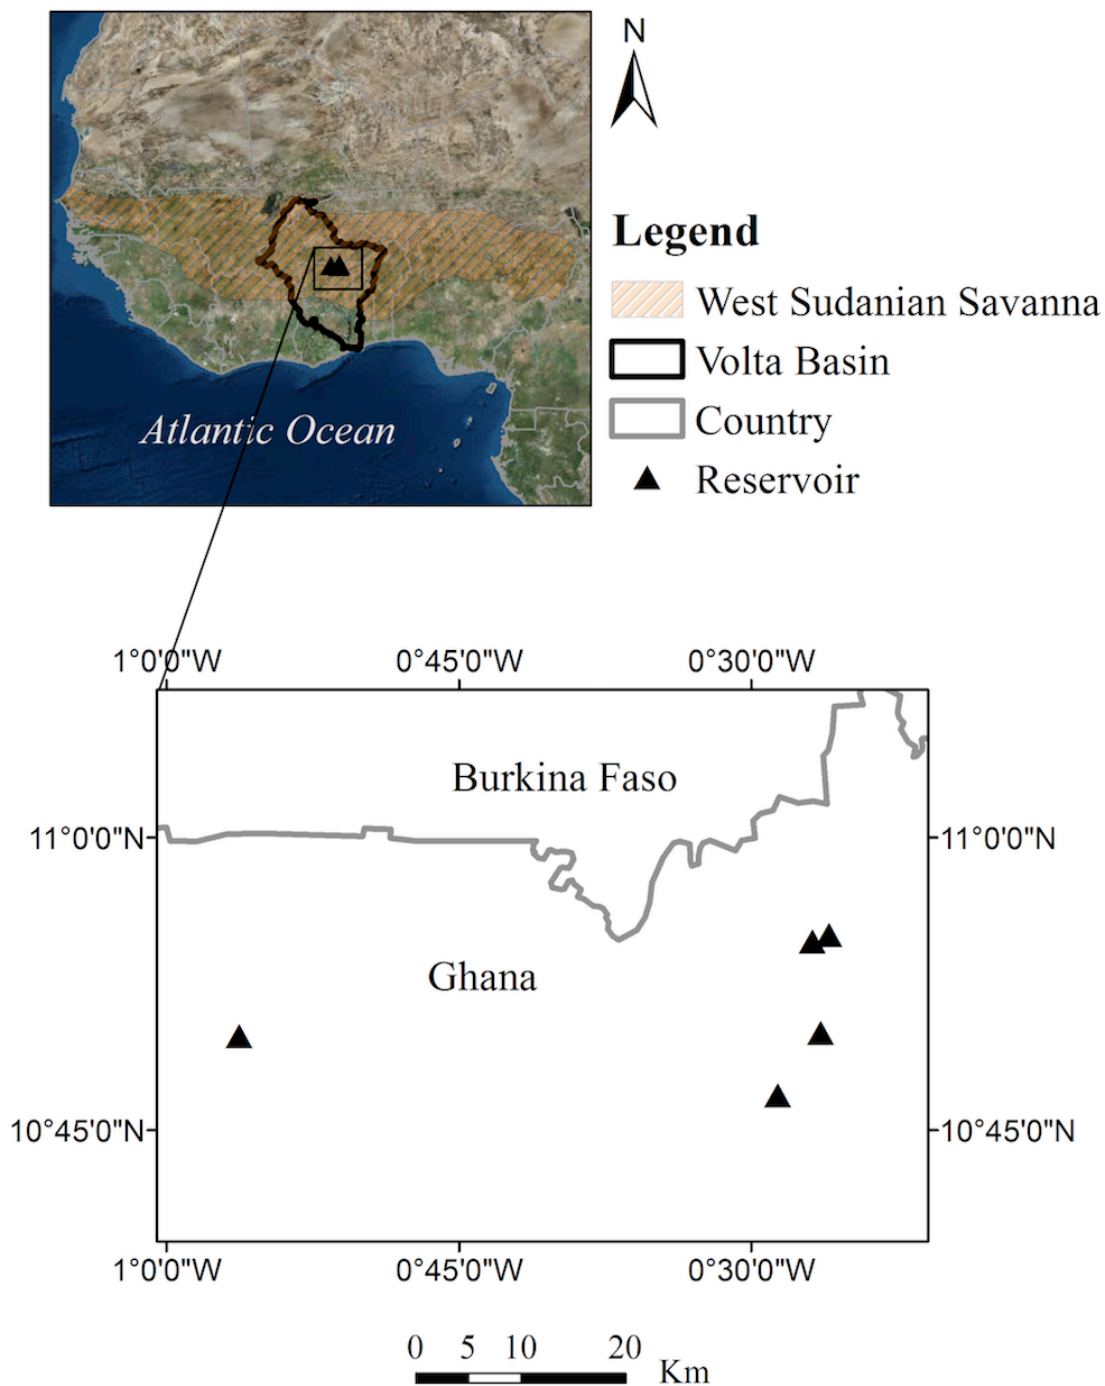 N
Legend
West Sudanian Savanna
Volta Basin
Country
Reservoir
Atlantic Ocean
1°0'0"W 0°45'0"W 0°30'0"W
Burkina Faso
11°0'0"N 11°0'0"N
Ghana
10°45'0"N 10°45'0"N
1°0'0"W 0°45'0"W 0°30'0"W
0 5 10 20
Km